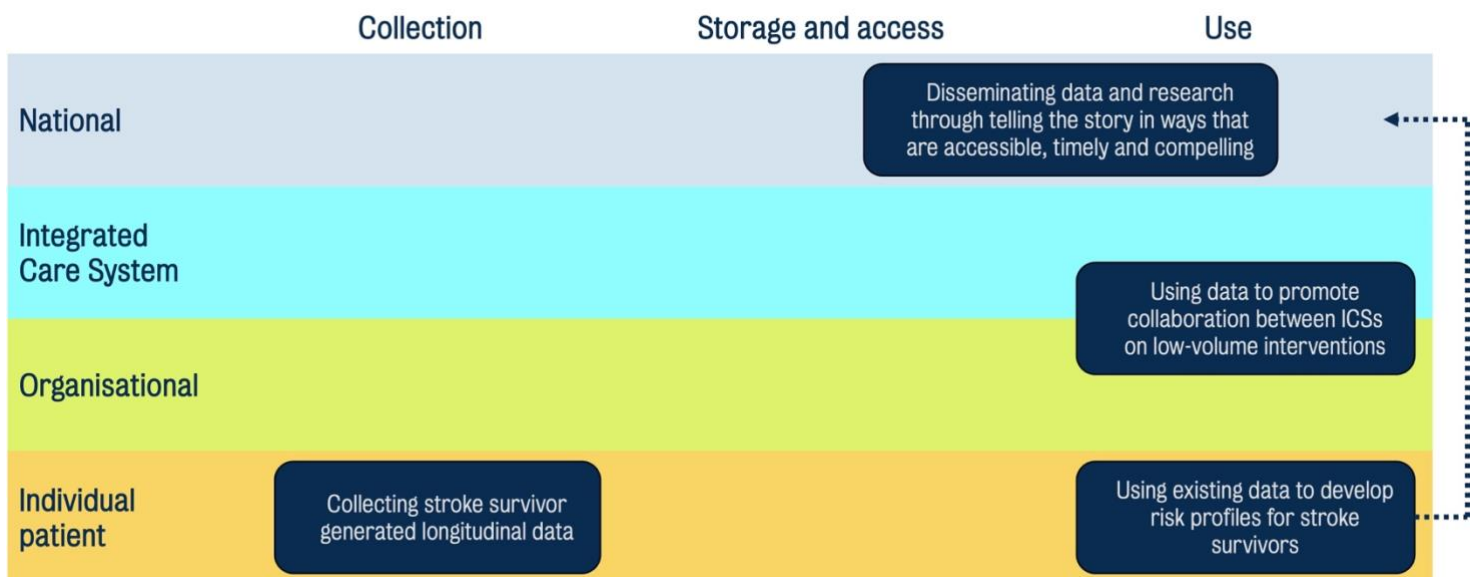 Collection
Storage and access
Use
National
Disseminating data and research
through telling the story in ways that
are accessible, timely and compelling
Integrated
Care System
Using data to promote
collaboration between ICSs
on low-volume interventions
Organisational
Individual
patient
Collecting stroke survivor
generated longitudinal data
Using existing data to develop
risk profiles for stroke
survivors